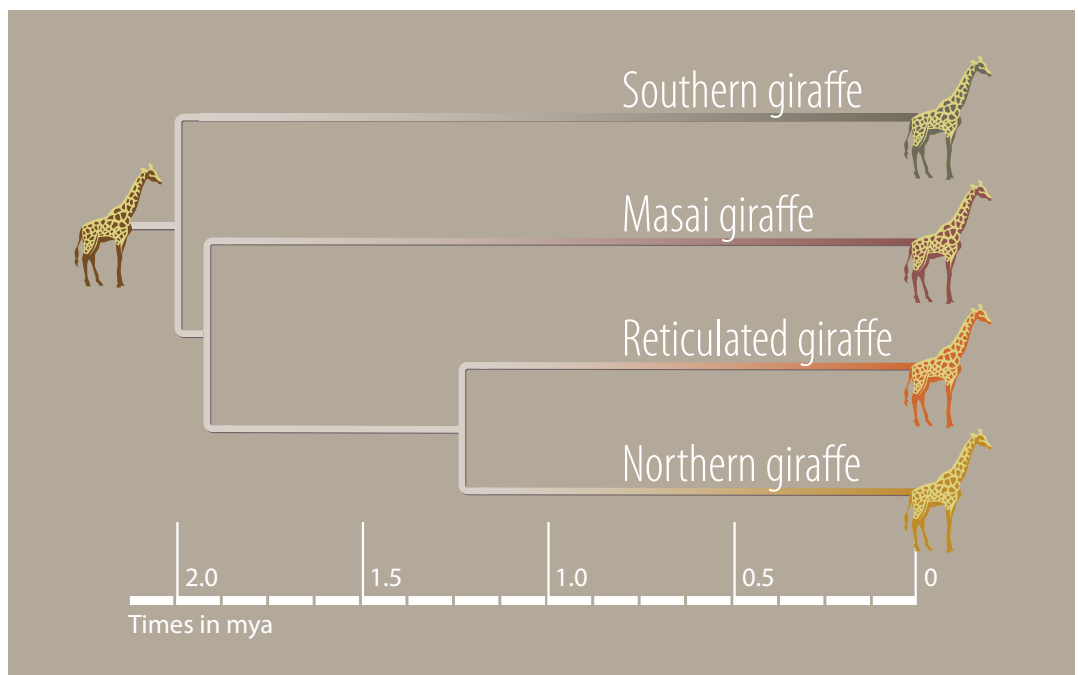 Southern giraffe
Masai giraffe
Reticulated giraffe
Northern giraffe
2.0 1.5 1.0 0.5 0
Times in mya